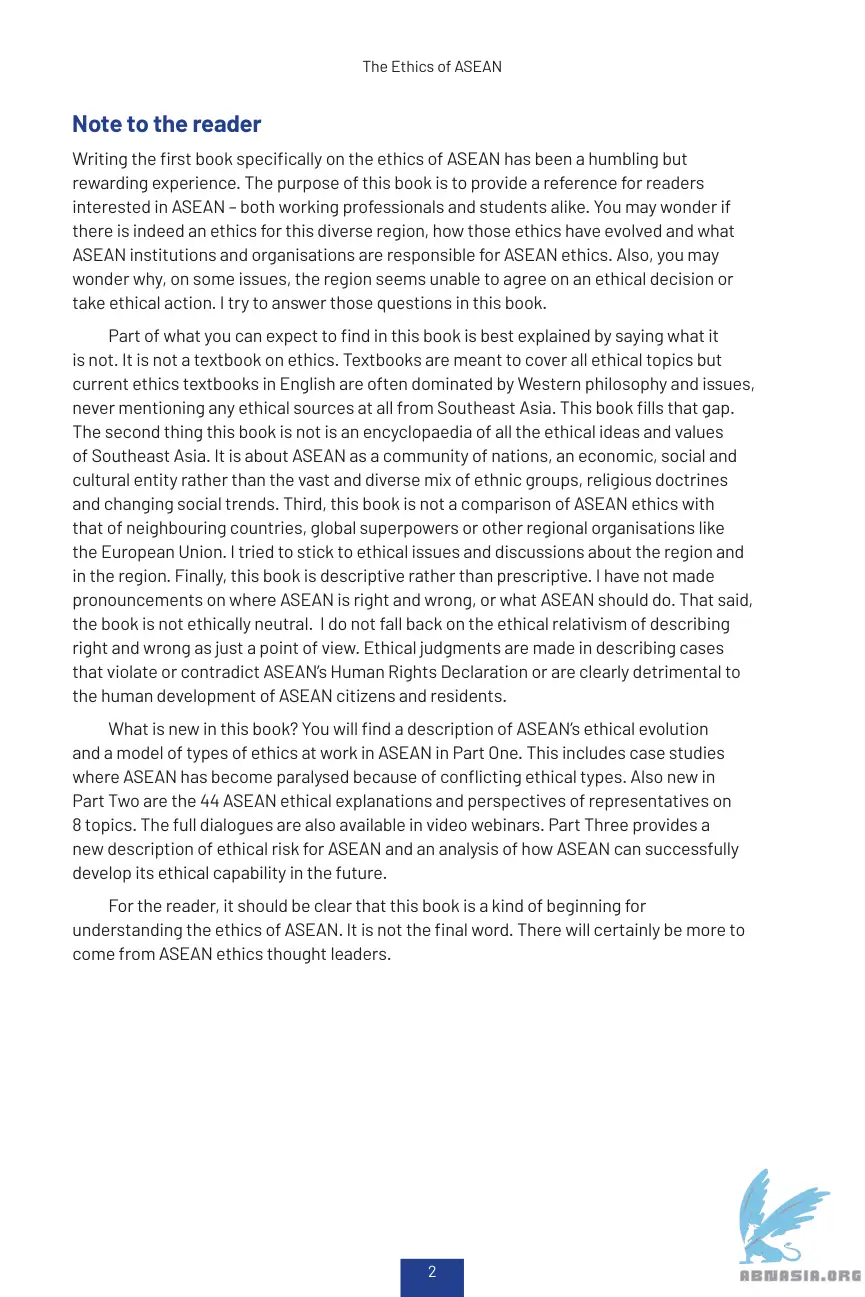 The Ethics of ASEAN
Note to the reader
Writing the first book specifically on the ethics of ASEAN has been a humbling but
rewarding experience. The purpose of this book is to provide a reference for readers
interested in ASEAN – both working professionals and students alike. You may wonder if
there is indeed an ethics for this diverse region, how those ethics have evolved and what
ASEAN institutions and organisations are responsible for ASEAN ethics. Also, you may
wonder why, on some issues, the region seems unable to agree on an ethical decision or
take ethical action. I try to answer those questions in this book.
Part of what you can expect to find in this book is best explained by saying what it
is not. It is not a textbook on ethics. Textbooks are meant to cover all ethical topics but
current ethics textbooks in English are often dominated by Western philosophy and issues,
never mentioning any ethical sources at all from Southeast Asia. This book fills that gap.
The second thing this book is not is an encyclopaedia of all the ethical ideas and values
of Southeast Asia. It is about ASEAN as a community of nations, an economic, social and
cultural entity rather than the vast and diverse mix of ethnic groups, religious doctrines
and changing social trends. Third, this book is not a comparison of ASEAN ethics with
that of neighbouring countries, global superpowers or other regional organisations like
the European Union. I tried to stick to ethical issues and discussions about the region and
in the region. Finally, this book is descriptive rather than prescriptive. I have not made
pronouncements on where ASEAN is right and wrong, or what ASEAN should do. That said,
the book is not ethically neutral.  I do not fall back on the ethical relativism of describing
right and wrong as just a point of view. Ethical judgments are made in describing cases
that violate or contradict ASEAN's Human Rights Declaration or are clearly detrimental to
the human development of ASEAN citizens and residents.
What is new in this book? You will find a description of ASEAN's ethical evolution
and a model of types of ethics at work in ASEAN in Part One. This includes case studies
where ASEAN has become paralysed because of conflicting ethical types. Also new in
Part Two are the 44 ASEAN ethical explanations and perspectives of representatives on
8 topics. The full dialogues are also available in video webinars. Part Three provides a
new description of ethical risk for ASEAN and an analysis of how ASEAN can successfully
develop its ethical capability in the future.
For the reader, it should be clear that this book is a kind of beginning for
understanding the ethics of ASEAN. It is not the final word. There will certainly be more to
come from ASEAN ethics thought leaders.
2
ABNASIA.ORG